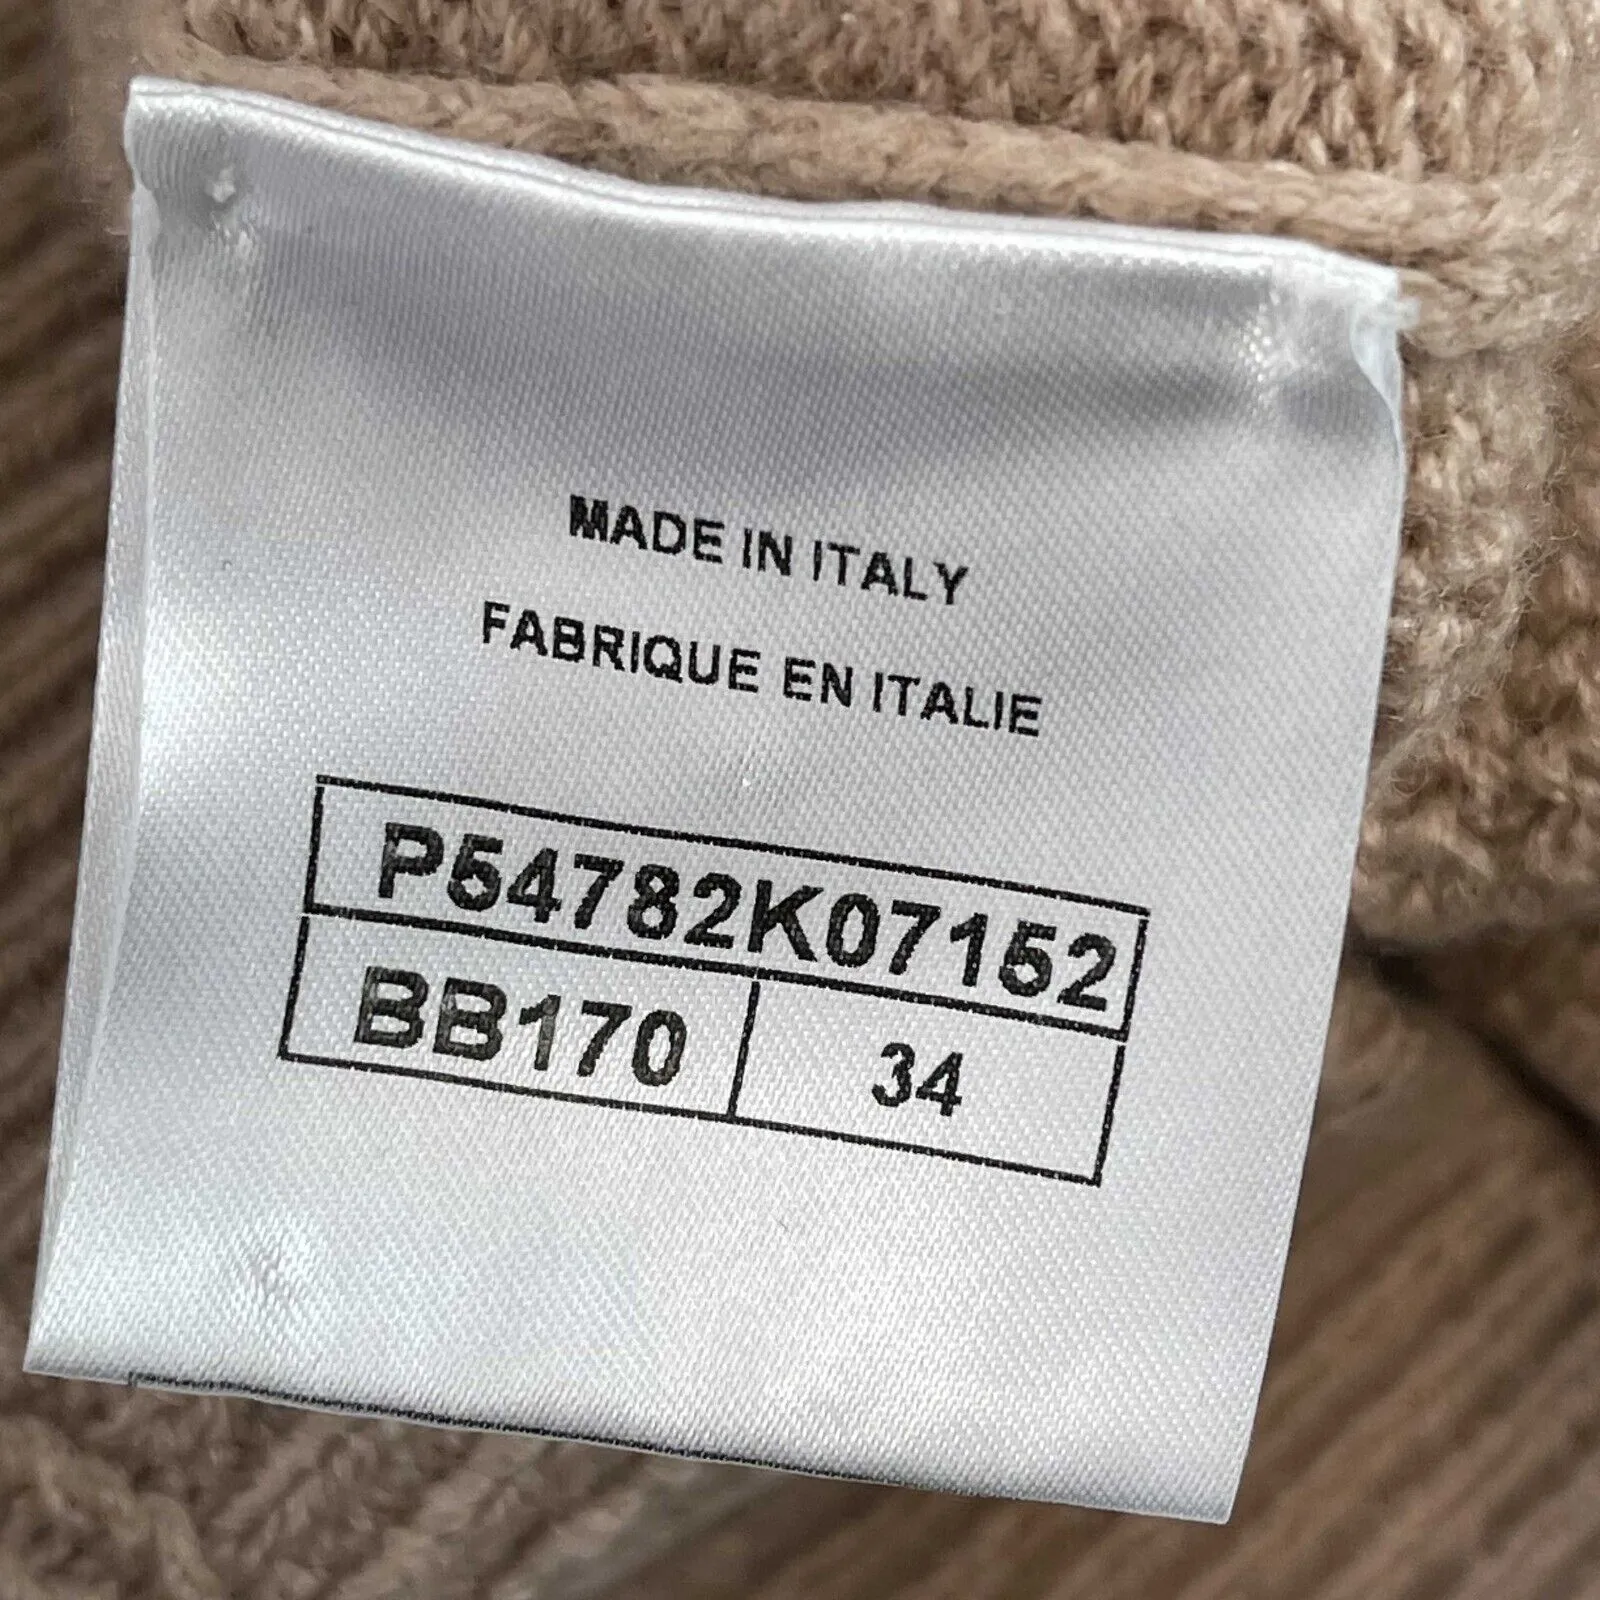 MADE IN ITALY
FABRIQUE EN ITALIE
P54782K07152
BB170 34